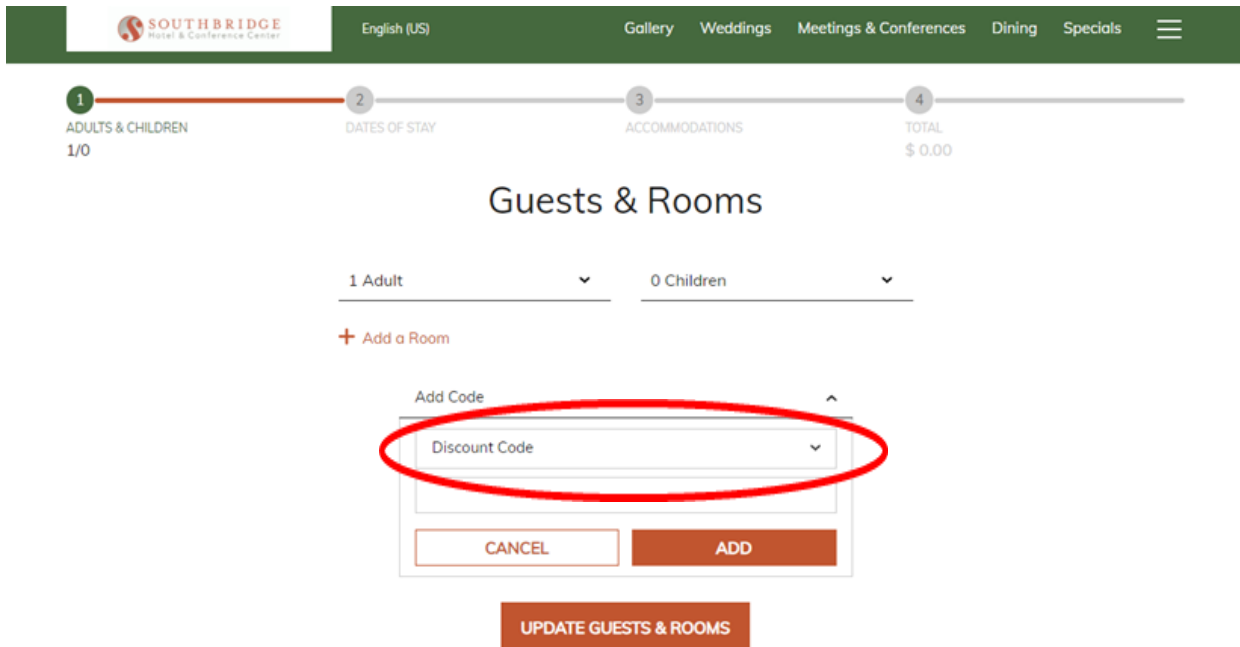 SOUTHBRIDGE
Hotel & Conference Center
English (US)
Gallery Weddings Meetings & Conferences Dining Specials
1 2 3 4
ADULTS & CHILDREN DATES OF STAY ACCOMMODATIONS TOTAL
1/0 $ 0.00
Guests & Rooms
1 Adult 0 Children
+ Add a Room
Add Code
Discount Code
CANCEL ADD
UPDATE GUESTS & ROOMS